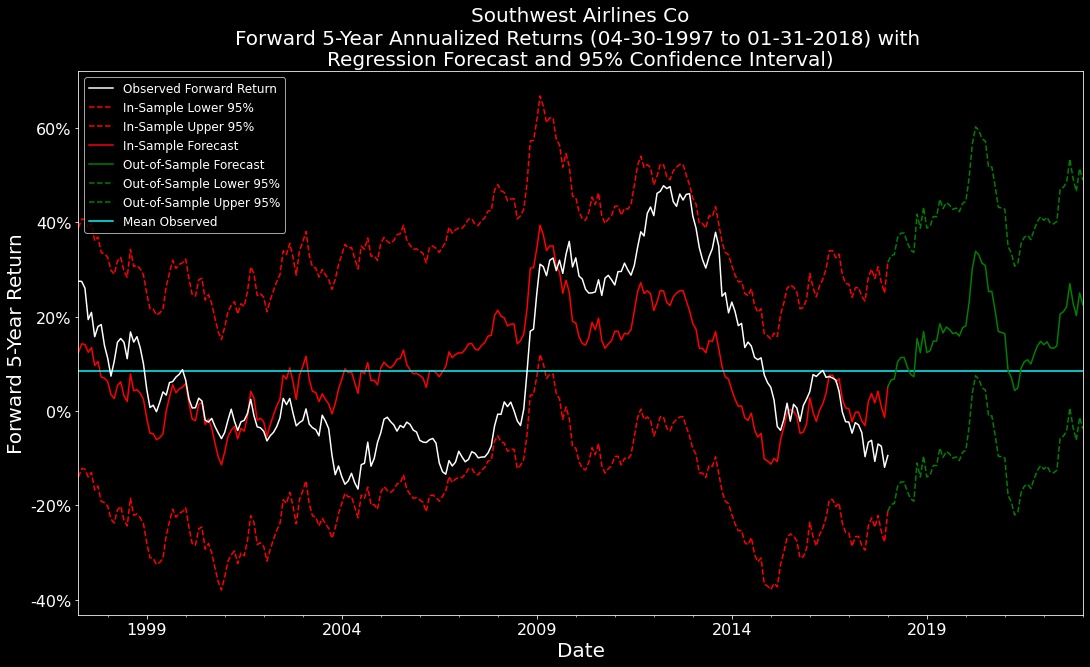 Southwest Airlines Co
Forward 5-Year Annualized Returns (04-30-1997 to 01-31-2018) with
Regression Forecast and 95% Confidence Interval)
Observed Forward Return
In-Sample Lower 95%
In-Sample Upper 95%
In-Sample Forecast
Out-of-Sample Forecast
Out-of-Sample Lower 95%
Out-of-Sample Upper 95%
Mean Observed
Forward 5-Year Return
60%
40%
20%
0%
-20%
-40%
1999 2004 2009 2014 2019
Date